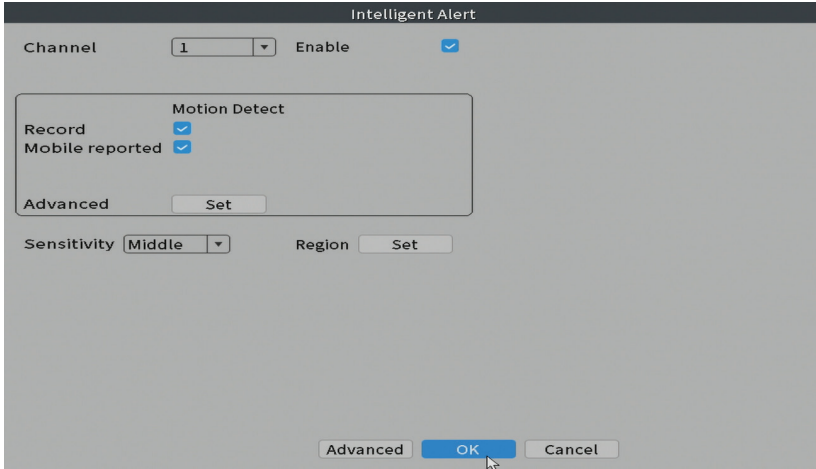 Intelligent Alert
Channel 1 Enable
Motion Detect
Record
Mobile reported
Advanced Set
Sensitivity Middle Region Set
Advanced OK Cancel